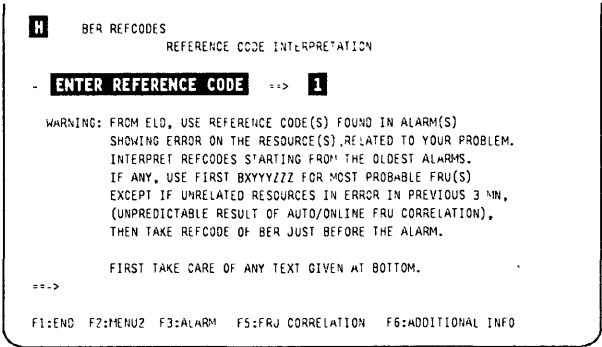 H BER REFCODES
REFERENCE CODE INTERPRETATION
- ENTER REFERENCE CODE ==> 1
WARNING: FROM ELD, USE REFERENCE CODE(S) FOUND IN ALARM(S)
SHOWING ERROR ON THE RESOURCE(S),RELATED TO YOUR PROBLEM.
INTERPRET REFCODES STARTING FROM THE OLDEST ALARMS.
IF ANY, USE FIRST BXYYYZZZ FOR MOST PROBABLE FRU(S)
EXCEPT IF UNRELATED RESOURCES IN ERROR IN PREVIOUS 3 MN,
(UNPREDICTABLE RESULT OF AUTO/ONLINE FRU CORRELATION),
THEN TAKE REFCODE OF BER JUST BEFORE THE ALARM.
FIRST TAKE CARE OF ANY TEXT GIVEN AT BOTTOM.
==->
F1:END F2:MENU2 F3:ALARM F5:FRU CORRELATION F6:ADDITIONAL INFO